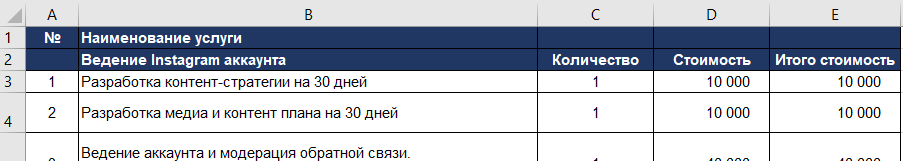 A B C D E
1 № Наименование услуги
2 Ведение Instagram аккаунта Количество Стоимость Итого стоимость
3 1 Разработка контент-стратегии на 30 дней 1 10 000 10 000
4 2 Разработка медиа и контент плана на 30 дней 1 10 000 10 000
Ведение аккаунта и модерация обратной связи.